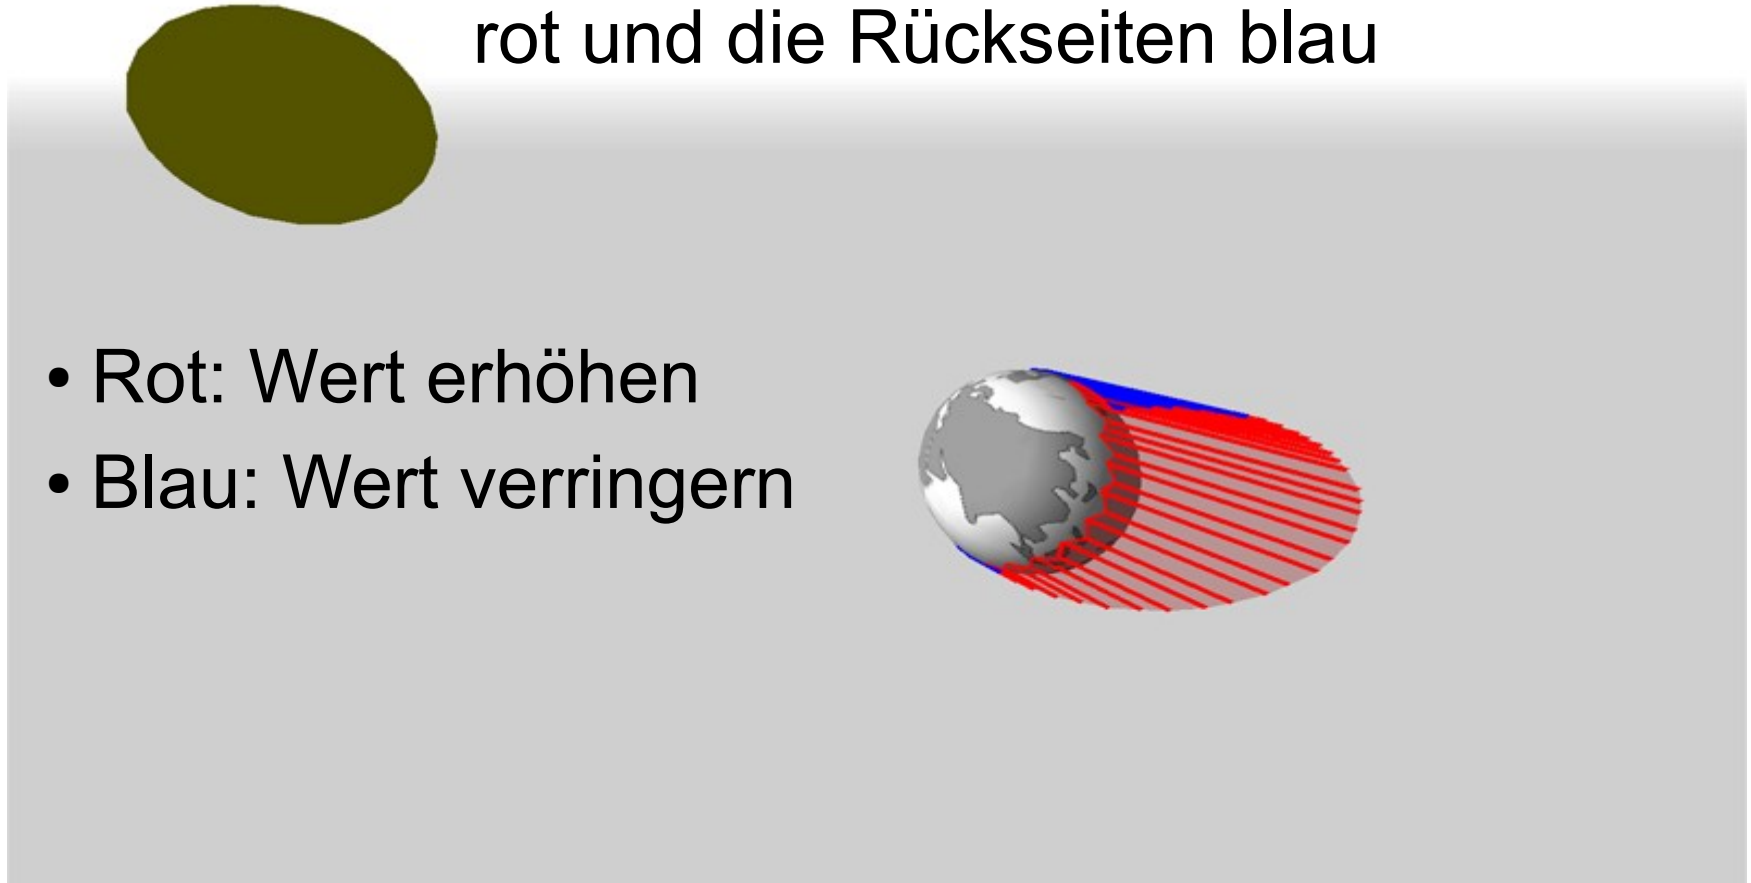 rot und die Rückseiten blau
• Rot: Wert erhöhen
• Blau: Wert verringern